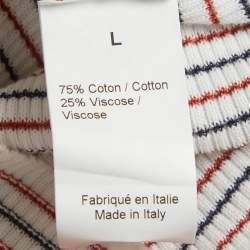 L
75% Coton / Cotton
25% Viscose /
Viscose
Fabriqué en Italie
Made in Italy